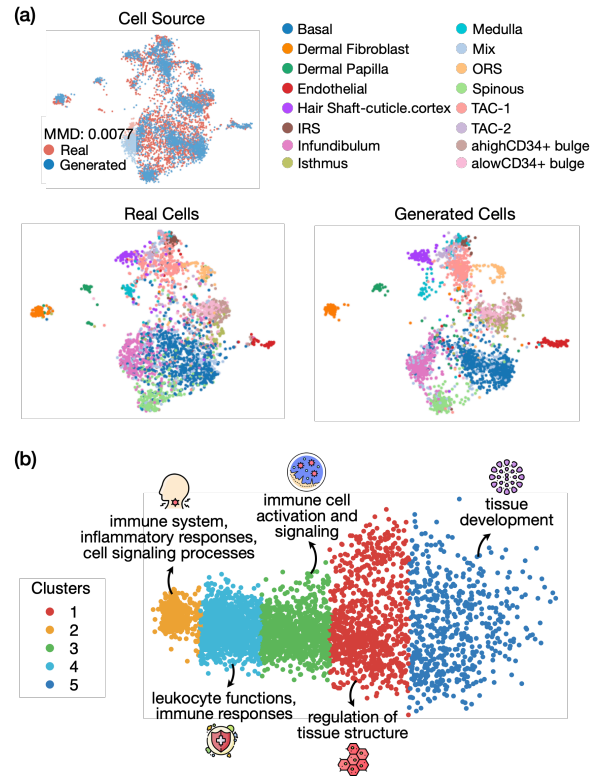 (a)
Cell Source
MMD: 0.0077
Real
Generated
Basal
Dermal Fibroblast
Dermal Papilla
Endothelial
Hair Shaft-cuticle.cortex
IRS
Infundibulum
Isthmus
Medulla
Mix
ORS
Spinous
TAC-1
TAC-2
ahighCD34+ bulge
alowCD34+ bulge
Real Cells
Generated Cells
(b)
immune system,
inflammatory responses,
cell signaling processes
immune cell
activation and
signaling
tissue
development
Clusters
1
2
3
4
5
leukocyte functions,
immune responses
regulation of
tissue structure